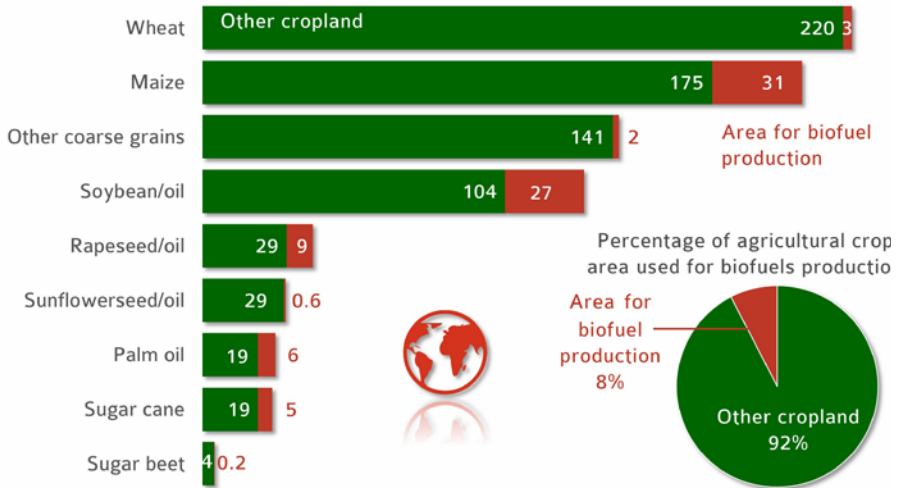 Wheat
Other cropland
220
3
Maize
175
31
Other coarse grains
141
2
Area for biofuel
production
Soybean/oil
104
27
Rapeseed/oil
29
9
Sunflowerseed/oil
29
0.6
Palm oil
19
6
Sugar cane
19
5
Sugar beet
4
0.2
Percentage of agricultural crop
area used for biofuels productio
Area for
biofuel
production
8%
Other cropland
92%